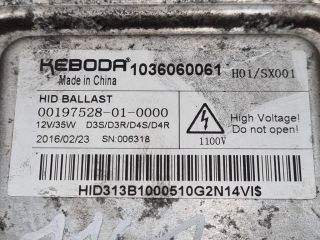 KEBODA 1036060061 H01/SX001
Made in China
HID BALLAST
00197528-01-0000
12V/35W D3S/D3R/D4S/D4R
2016/02/23 SN:006318
1100V
High Voltage!
Do not open!
HID313B1000510G2N14VI$